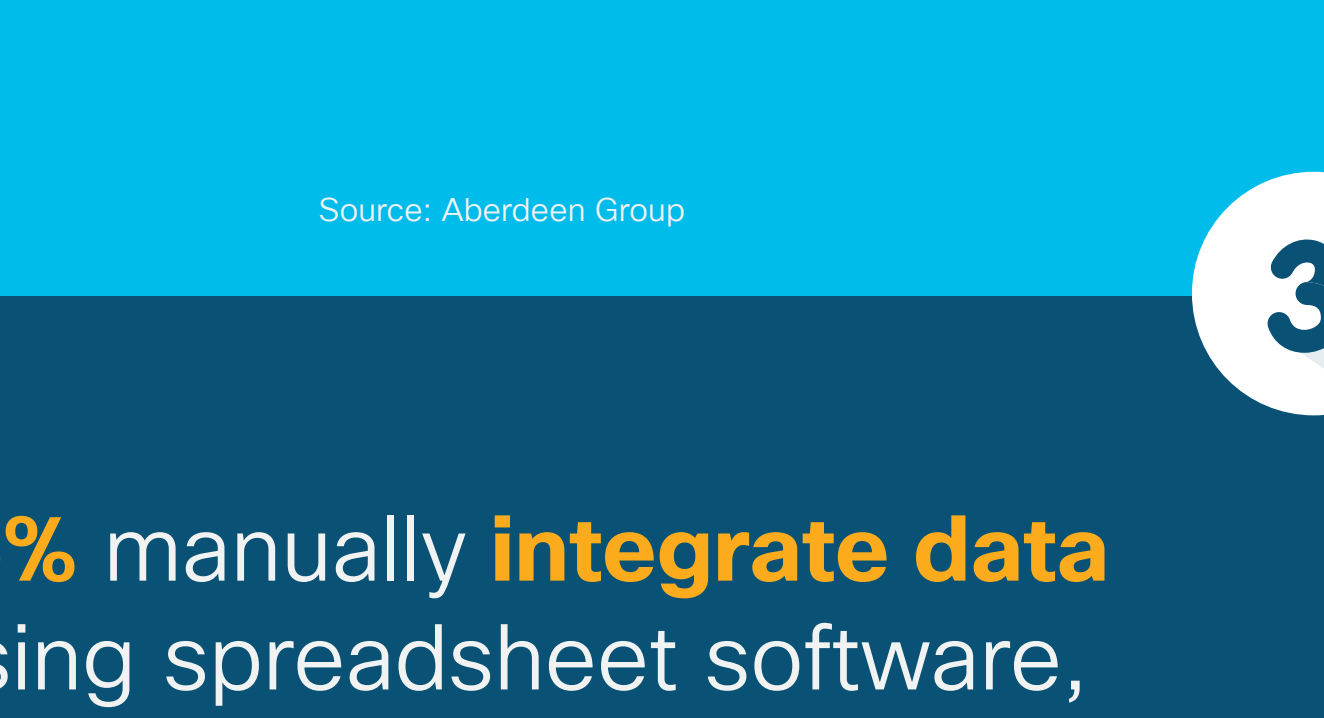 Source: Aberdeen Group
3
% manually integrate data
sing spreadsheet software,